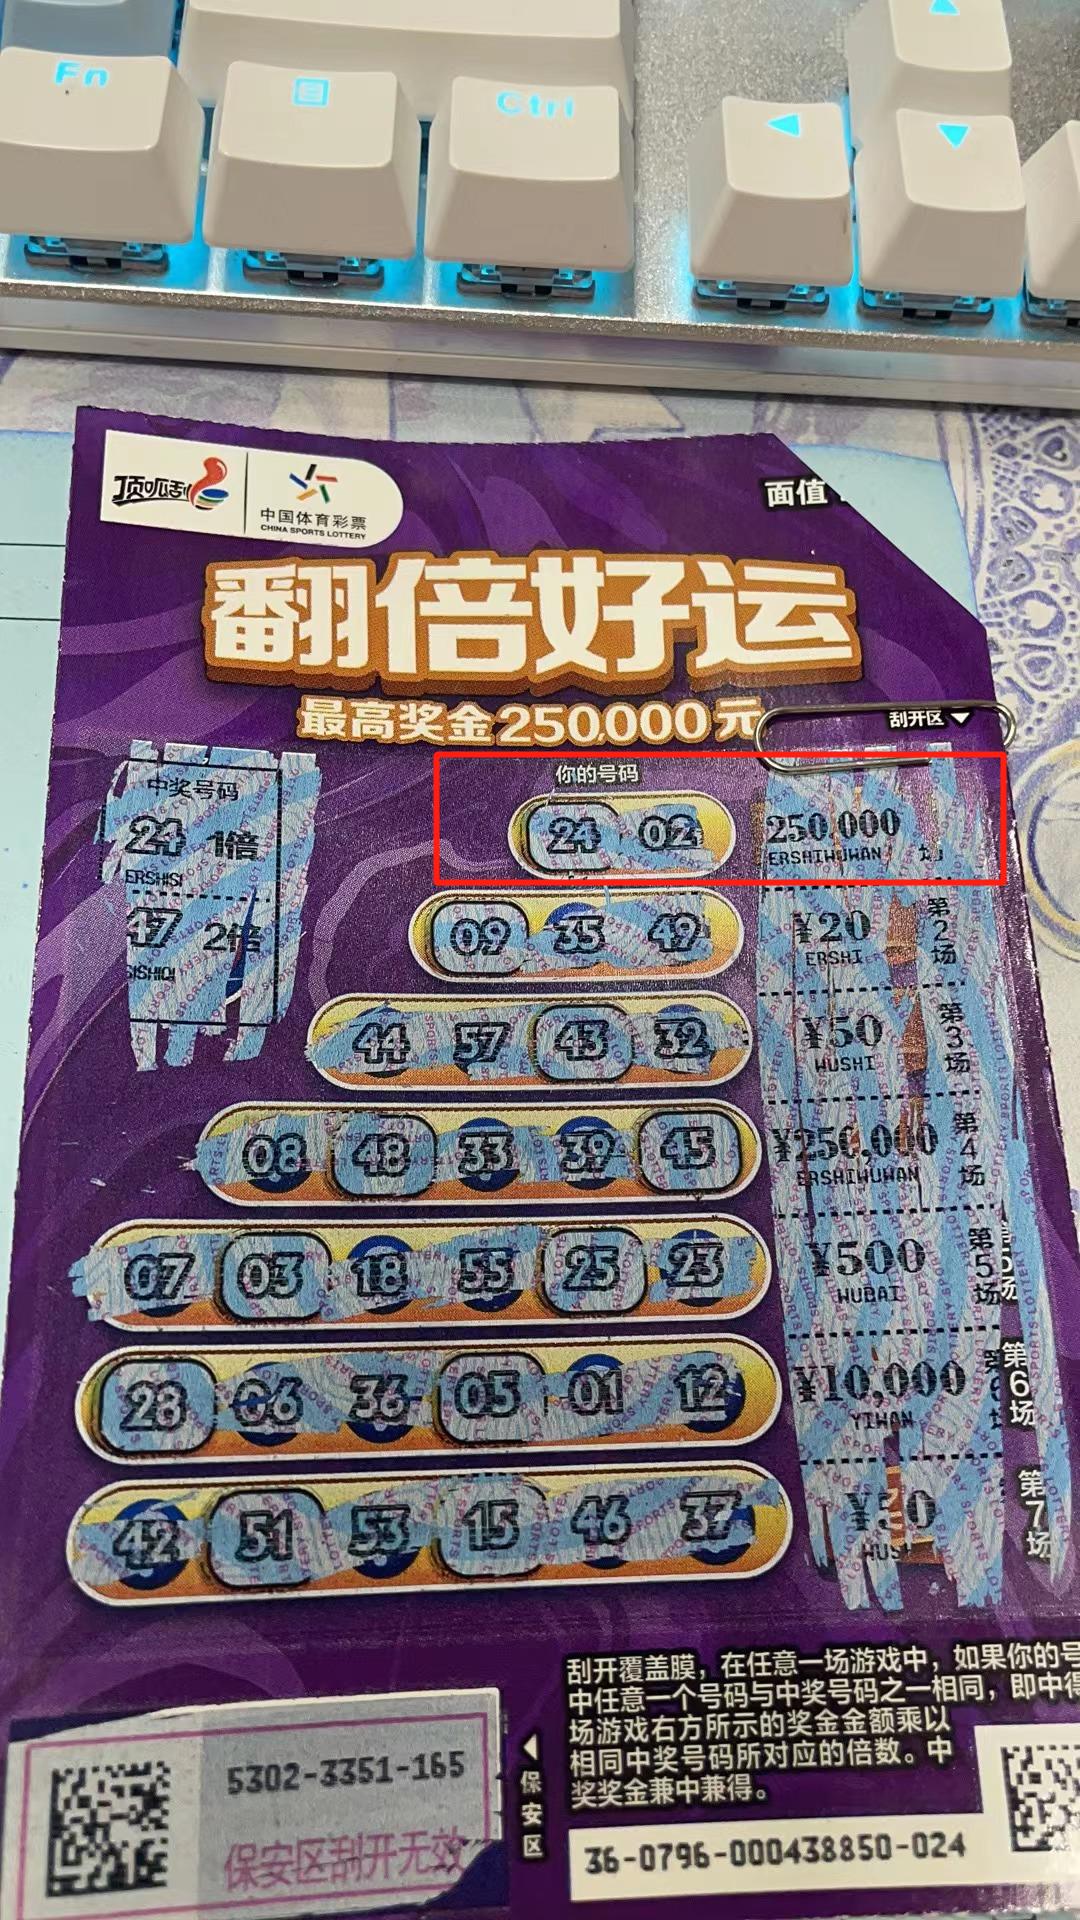 Fn
Ctrl
顶呱刮
中国体育彩票
CHINA SPORTS LOTTERY
面值
翻倍好运
最高奖金250,000元
刮开区
中奖号码
24 1倍
ERSHISI
47 2倍
SISHIQI
你的号码
24 02
250,000
ERSHIWUWAN
场
09 35 49
¥20
ERSHI
第2场
44 57 43 32
¥50
WUSHI
第3场
08 48 33 39 45
¥250,000
ERSHIWUWAN
第4场
07 03 18 55 25 23
¥500
WUBAI
第5场
28 06 36 05 01 12
¥10,000
YIWAN
第6场
42 51 53 15 46 37
¥50
WUS
第7场
刮开覆盖膜，在任意一场游戏中，如果你的号
中任意一个号码与中奖号码之一相同，即中得
场游戏右方所示的奖金金额乘以
相同中奖号码所对应的倍数。中
奖奖金兼中兼得。
5302-3351-165
保安区刮开无效
保安区
36-0796-000438850-024